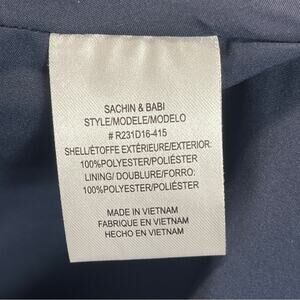 SACHIN & BABI
STYLE/MODELE/MODELO
# R231D16-415
SHELL/ÉTOFFE EXTÉRIEURE/EXTERIOR:
100%POLYESTER/POLIÉSTER
LINING/ DOUBLURE/FORRO:
100%POLYESTER/POLIÉSTER
MADE IN VIETNAM
FABRIQUE EN VIETNAM
HECHO EN VIETNAM